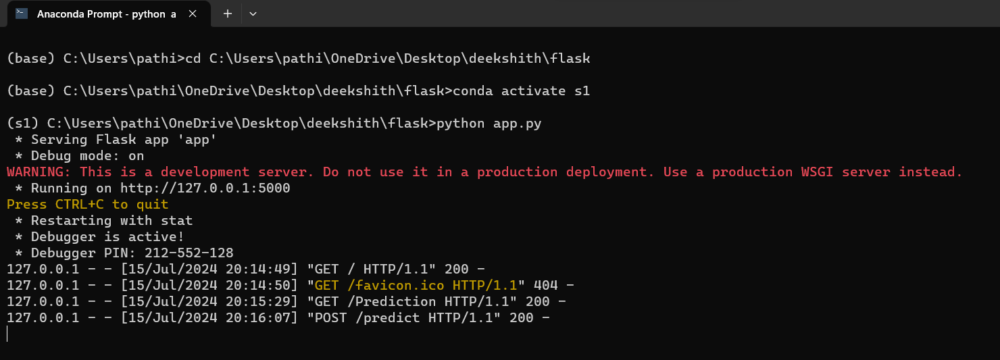 Anaconda Prompt - python a
(base) C:\Users\pathi>cd C:\Users\pathi\OneDrive\Desktop\deekshith\flask
(base) C:\Users\pathi\OneDrive\Desktop\deekshith\flask>conda activate s1
(s1) C:\Users\pathi\OneDrive\Desktop\deekshith\flask>python app.py
 * Serving Flask app 'app'
 * Debug mode: on
WARNING: This is a development server. Do not use it in a production deployment. Use a production WSGI server instead.
 * Running on http://127.0.0.1:5000
Press CTRL+C to quit
 * Restarting with stat
 * Debugger is active!
 * Debugger PIN: 212-552-128
127.0.0.1 - - [15/Jul/2024 20:14:49] "GET / HTTP/1.1" 200 -
127.0.0.1 - - [15/Jul/2024 20:14:50] "GET /favicon.ico HTTP/1.1" 404 -
127.0.0.1 - - [15/Jul/2024 20:15:29] "GET /Prediction HTTP/1.1" 200 -
127.0.0.1 - - [15/Jul/2024 20:16:07] "POST /predict HTTP/1.1" 200 -